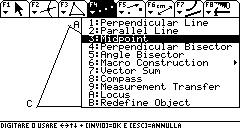 F1 F2 F3 F4 F5 F6 F7 F8
A
1:Perpendicular Line
2:Parallel Line
3:Midpoint
4:Perpendicular Bisector
5:Angle Bisector
6:Macro Construction
7:Vector Sum
8:Compass
9:Measurement Transfer
A:Locus
B:Redefine Object
C
DIGITARE O USARE ←→↑↓ + [INVIO]=OK E [ESC]=ANNULLA